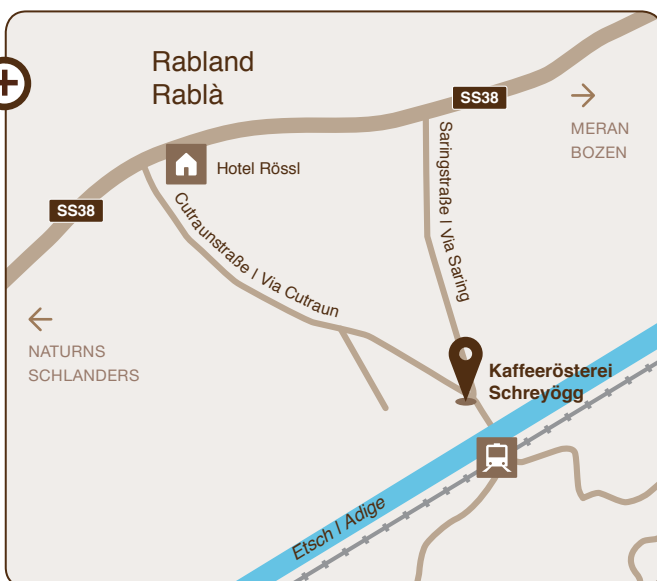 Rabland
Rablà
SS38
MERAN
BOZEN
Hotel Rössl
SS38
Saringstraße I Via Saring
Cutraunstraße I Via Cutraun
NATURNS
SCHLANDERS
Kaffeerösterei
Schreyögg
Etsch I Adige